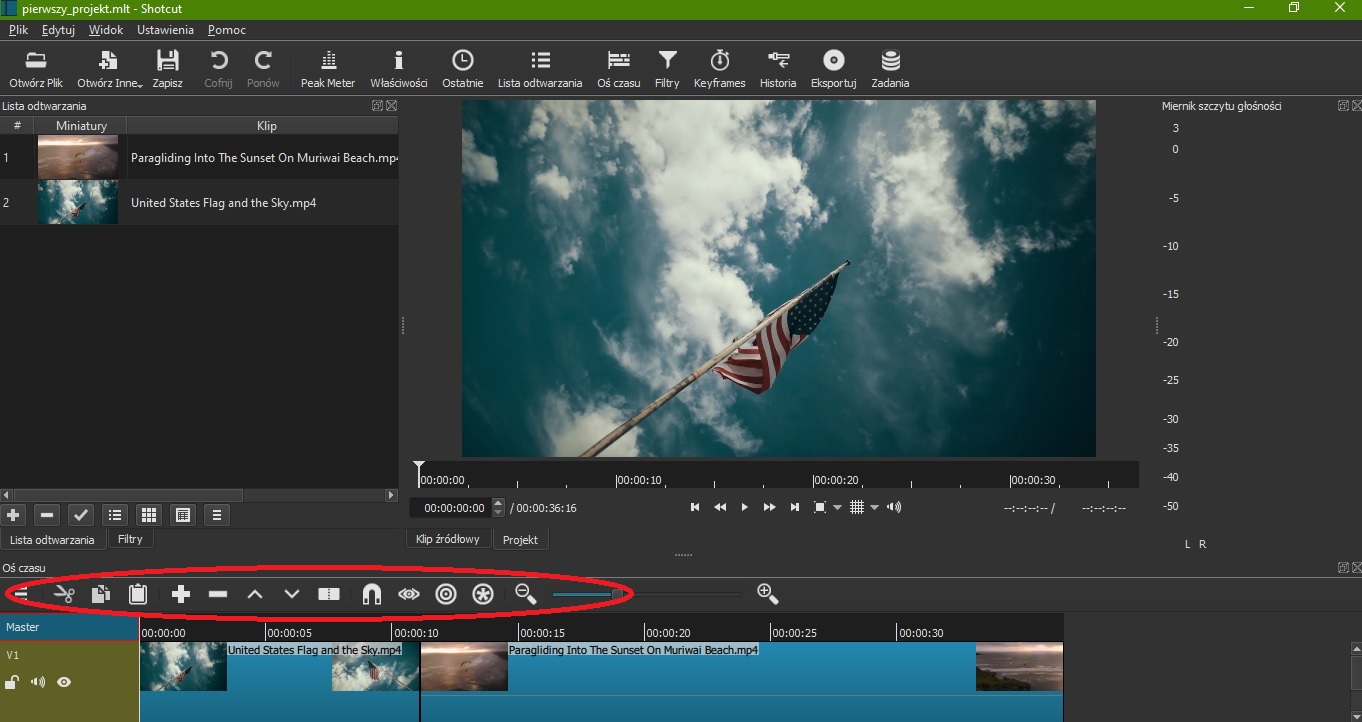 pierwszy_projekt.mlt - Shotcut
Plik Edytuj Widok Ustawienia Pomoc
Otwórz Plik Otwórz Inne... Zapisz Cofnij Ponów Peak Meter Właściwości Ostatnie Lista odtwarzania Oś czasu Filtry Keyframes Historia Eksportuj Zadania
Lista odtwarzania
# Miniatury Klip
1 Paragliding Into The Sunset On Muriwai Beach.mp4
2 United States Flag and the Sky.mp4
Miernik szczytu głośności
3
0
-5
-10
-15
-20
-25
-30
-35
-40
-50
L R
00:00:00 00:00:10 00:00:20 00:00:30
00:00:00:00 / 00:00:36:16 --:--:--:-- / --:--:--:--
Lista odtwarzania Filtry
Klip źródłowy Projekt
Oś czasu
Master
00:00:00 00:00:05 00:00:10 00:00:15 00:00:20 00:00:25 00:00:30
V1
United States Flag and the Sky.mp4 Paragliding Into The Sunset On Muriwai Beach.mp4